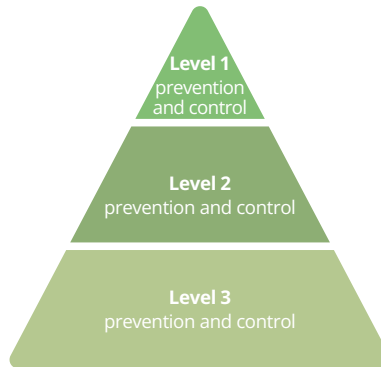 Level 1
prevention
and control
Level 2
prevention and control
Level 3
prevention and control